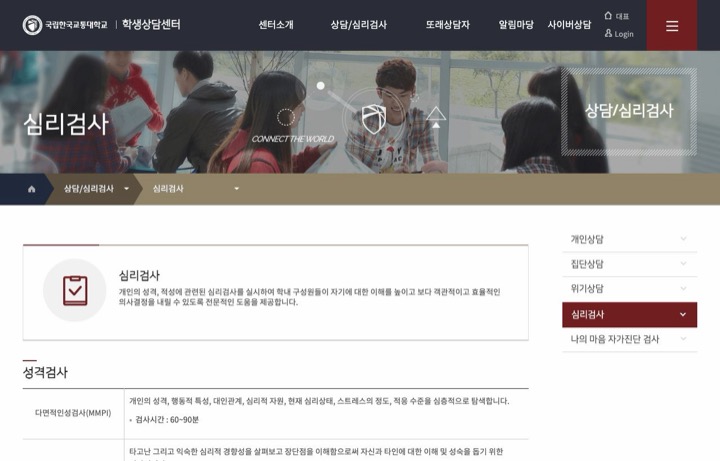 국립한국교통대학교 학생상담센터
센터소개 상담/심리검사 또래상담자 알림마당 사이버상담
대표
Login
심리검사
CONNECT THE WORLD
상담/심리검사
상담/심리검사 심리검사
개인상담
집단상담
위기상담
심리검사
나의 마음 자가진단 검사
심리검사
개인의 성격, 적성에 관련된 심리검사를 실시하여 학내 구성원들이 자기에 대한 이해를 높이고 보다 객관적이고 효율적인
의사결정을 내릴 수 있도록 전문적인 도움을 제공합니다.
성격검사
다면적인성검사(MMPI)
개인의 성격, 행동적 특성, 대인관계, 심리적 자원, 현재 심리상태, 스트레스의 정도, 적응 수준을 심층적으로 탐색합니다.
• 검사시간 : 60~90분
타고난 그리고 익숙한 심리적 경향성을 살펴보고 장단점을 이해함으로써 자신과 타인에 대한 이해 및 성숙을 돕기 위한